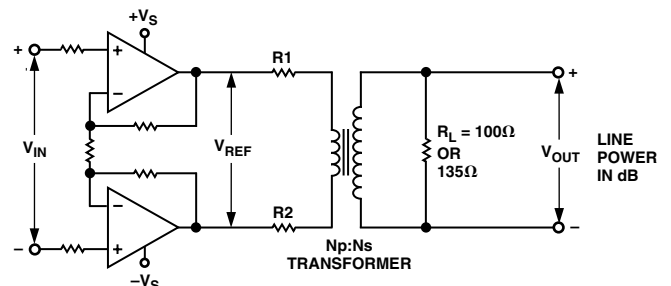 +VS
+
+
–
VIN
VREF
R1
R2
Np:Ns
TRANSFORMER
RL = 100Ω
OR
135Ω
+
VOUT
–
LINE
POWER
IN dB
–
–
+
–VS